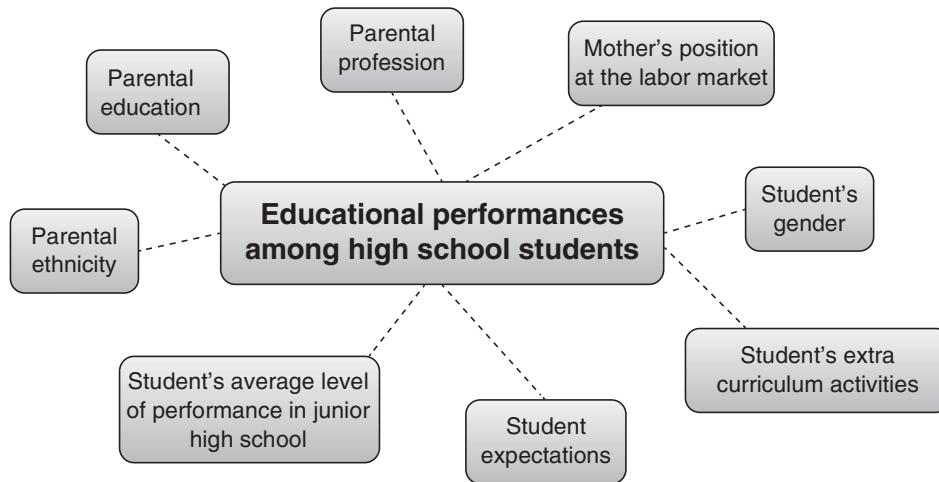 Parental
profession
Mother's position
at the labor market
Parental
education
Educational performances
among high school students
Student's
gender
Parental
ethnicity
Student's extra
curriculum activities
Student's average level
of performance in junior
high school
Student
expectations